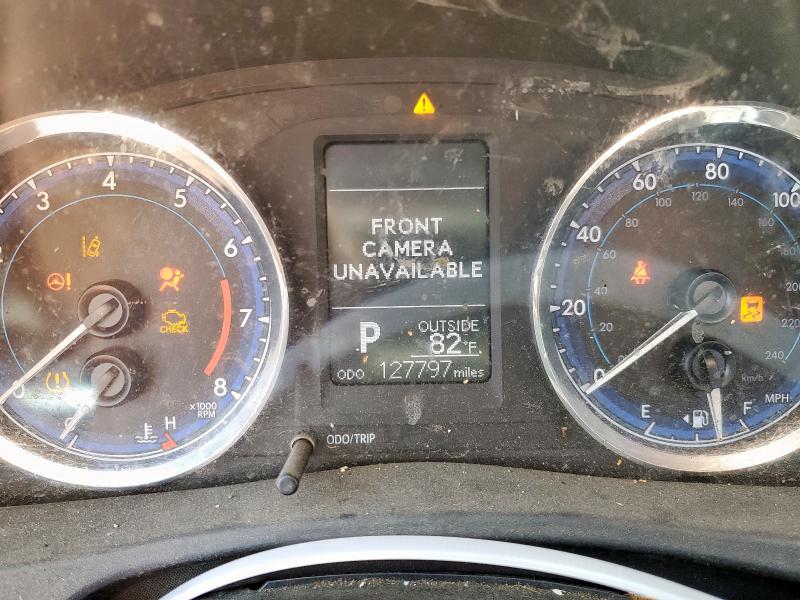 FRONT
CAMERA
UNAVAILABLE
P OUTSIDE
82°F
ODO 127797 miles
ODO/TRIP
3 4 5 6 7 8
x1000
RPM
CHECK
H
0 20 40 60 80 100
20 40 60 80 100 120 140 160 200 220 240
km/h
MPH
E F